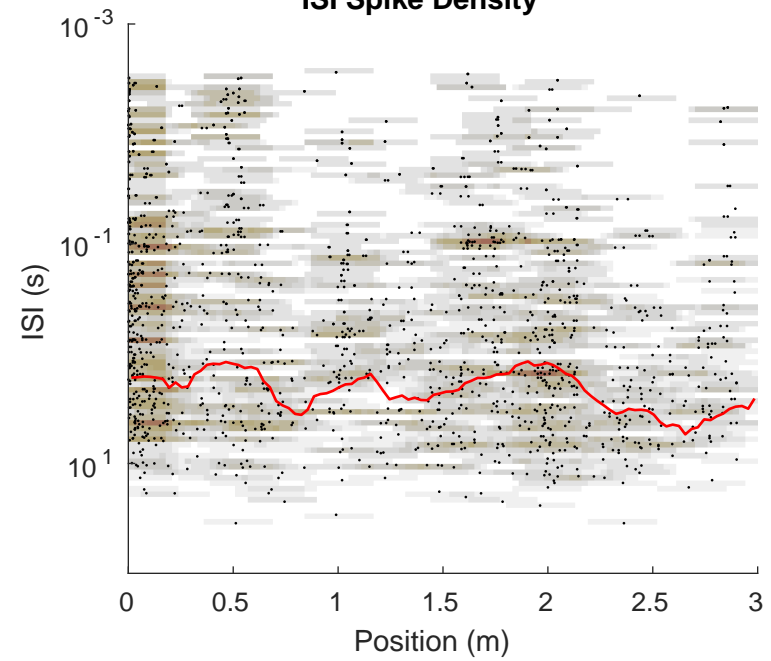 ISI Spike Density
10-3
10-1
10 1
ISI (s)
0 0.5 1 1.5 2 2.5 3
Position (m)